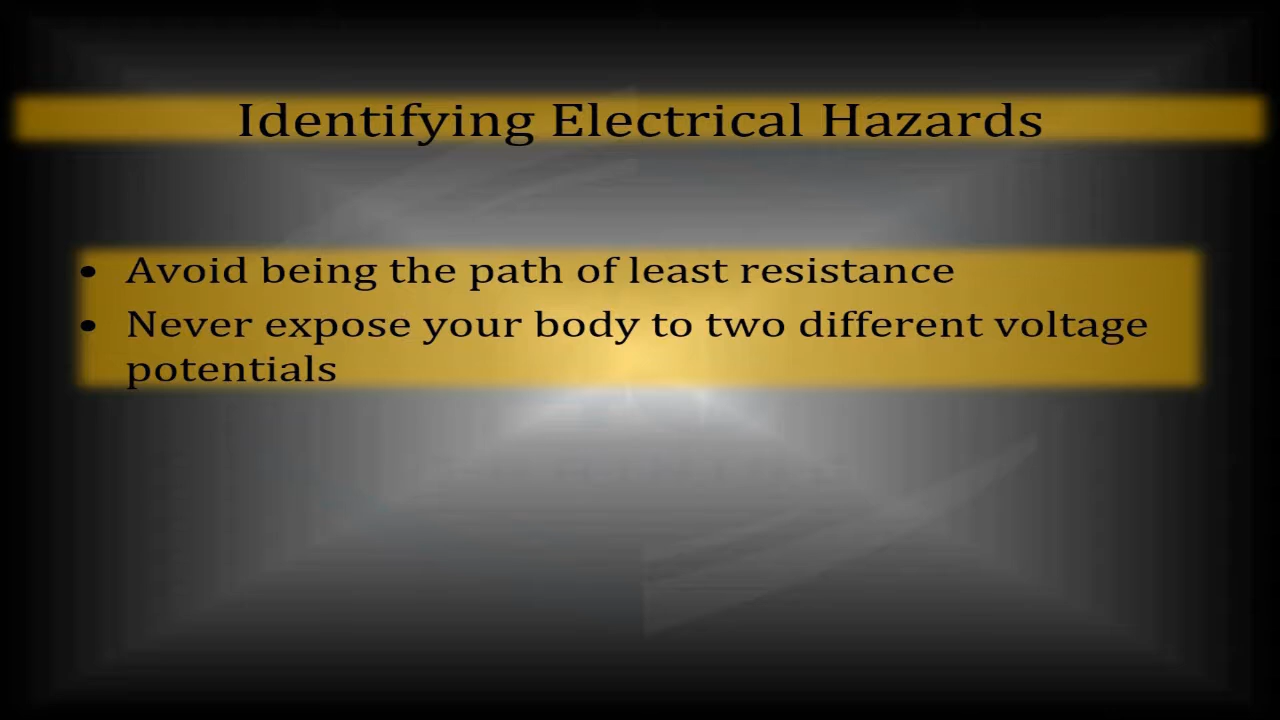 Identifying Electrical Hazards
• Avoid being the path of least resistance
• Never expose your body to two different voltage
potentials